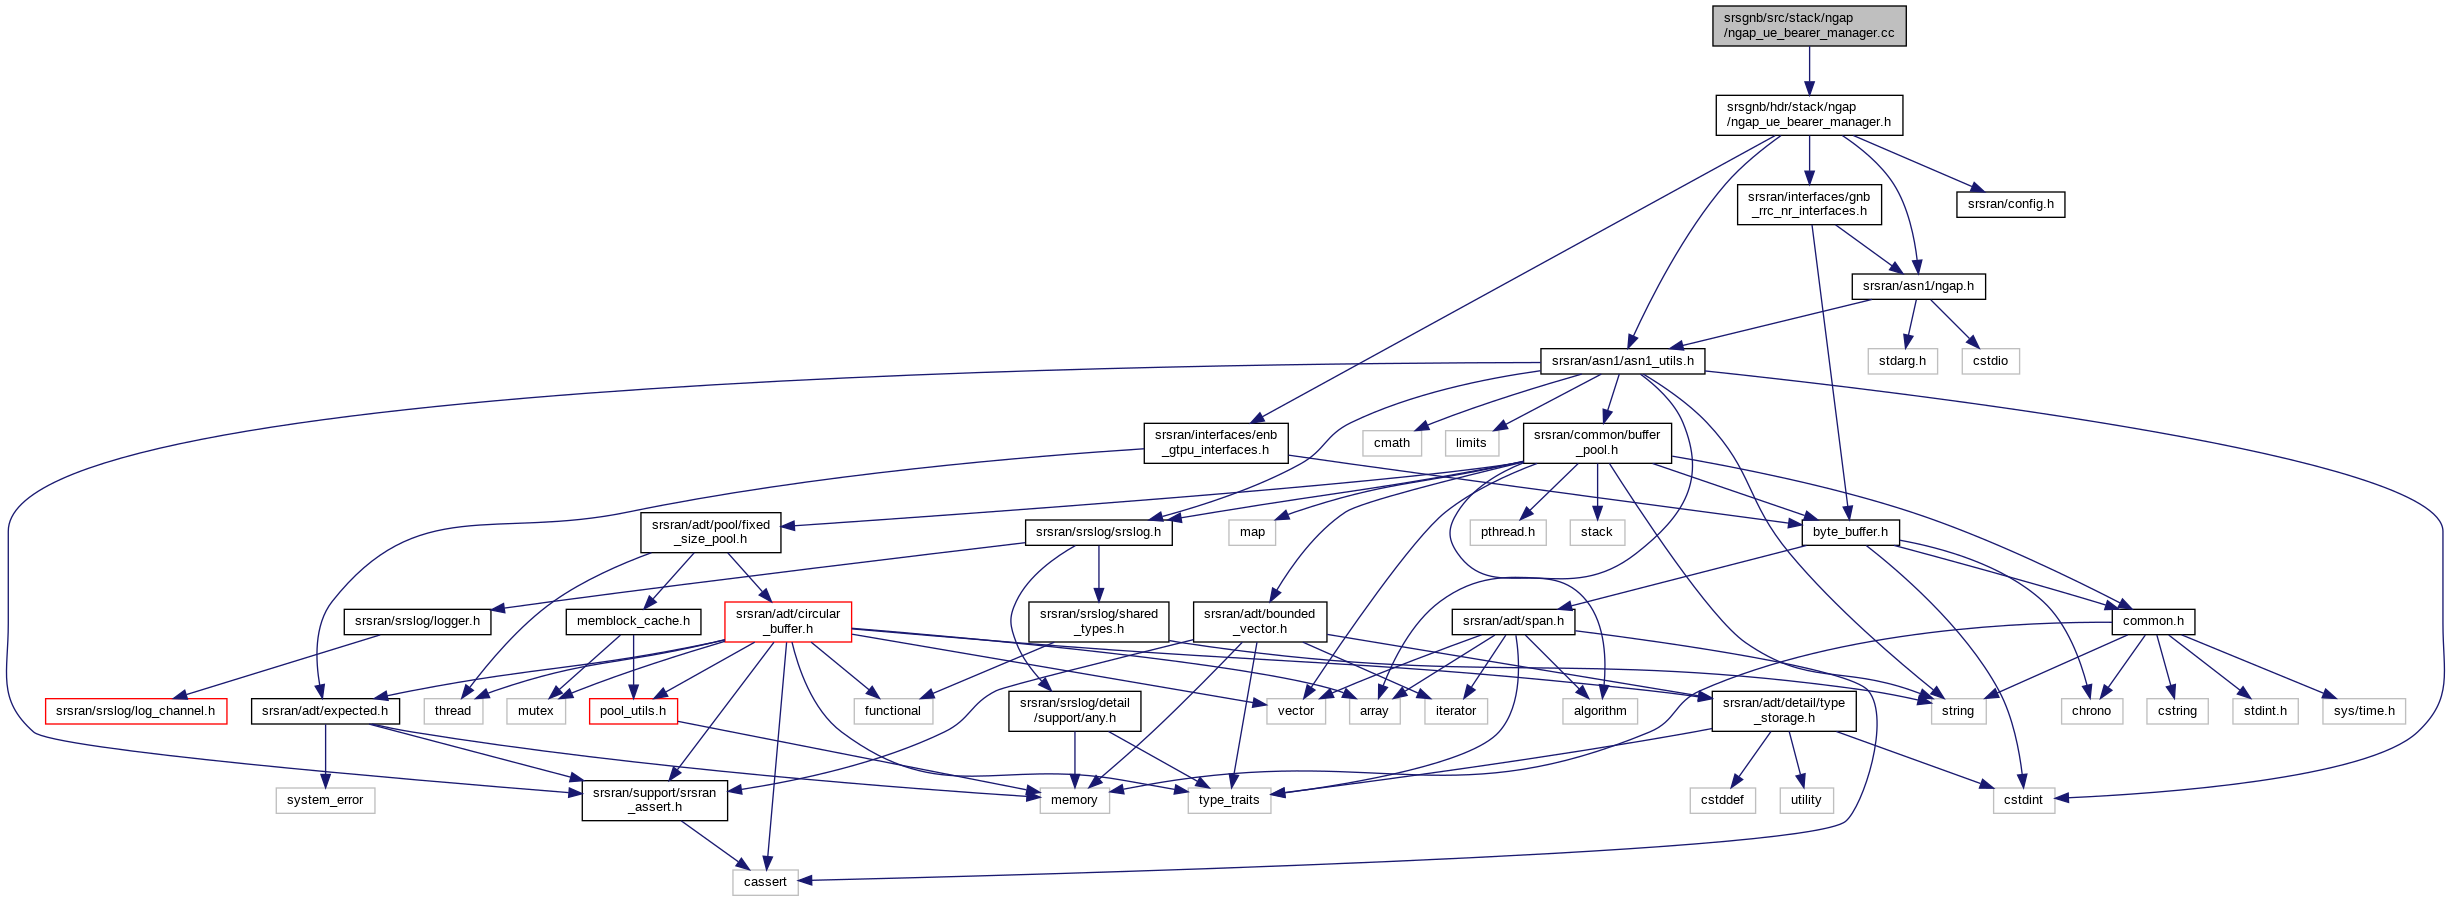 srsgnb/src/stack/ngap
/ngap_ue_bearer_manager.cc
srsgnb/hdr/stack/ngap
/ngap_ue_bearer_manager.h
srsran/interfaces/gnb
_rrc_nr_interfaces.h
srsran/config.h
srsran/asn1/ngap.h
srsran/asn1/asn1_utils.h
stdarg.h
cstdio
srsran/interfaces/enb
_gtpu_interfaces.h
cmath
limits
srsran/common/buffer
_pool.h
srsran/adt/pool/fixed
_size_pool.h
srsran/srslog/srslog.h
map
pthread.h
stack
byte_buffer.h
srsran/srslog/logger.h
memblock_cache.h
srsran/adt/circular
_buffer.h
srsran/srslog/shared
_types.h
srsran/adt/bounded
_vector.h
srsran/adt/span.h
common.h
srsran/srslog/log_channel.h
srsran/adt/expected.h
thread
mutex
pool_utils.h
functional
srsran/srslog/detail
/support/any.h
vector
array
iterator
algorithm
srsran/adt/detail/type
_storage.h
string
chrono
cstring
stdint.h
sys/time.h
system_error
srsran/support/srsran
_assert.h
memory
type_traits
cstddef
utility
cstdint
cassert